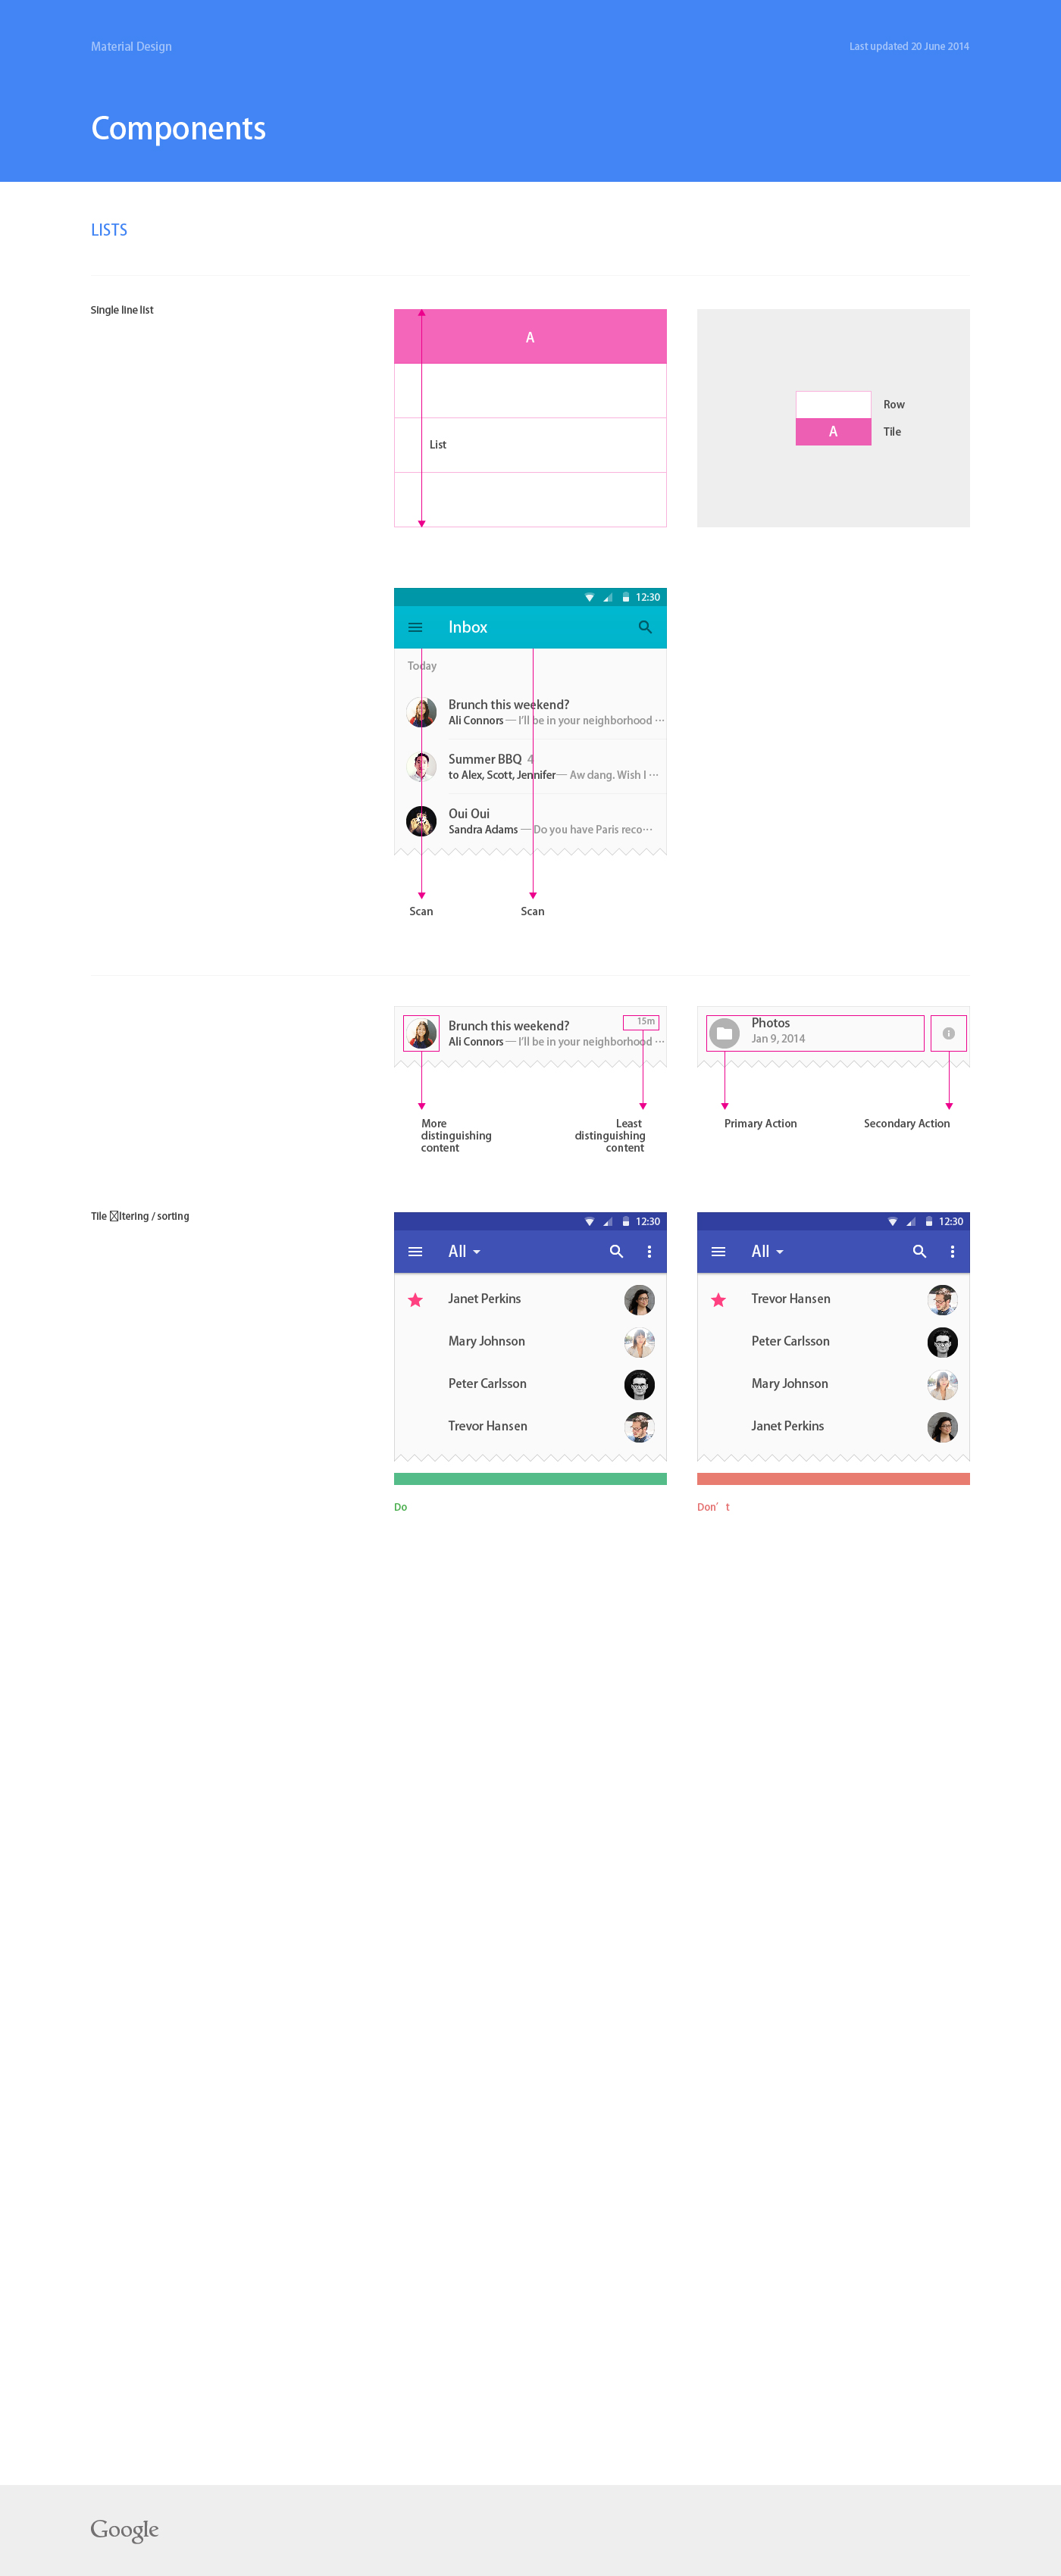 Material Design
Last updated 20 June 2014
Components
LISTS
Single line list
A
List
Row
A
Tile
12:30
Inbox
Today
Brunch this weekend?
Ali Connors — I'll be in your neighborhood ···
Summer BBQ 4
to Alex, Scott, Jennifer— Aw dang. Wish I ···
Oui Oui
Sandra Adams — Do you have Paris reco···
Scan
Scan
15m
Brunch this weekend?
Ali Connors — I'll be in your neighborhood ···
More
distinguishing
content
Least
distinguishing
content
Photos
Jan 9, 2014
Primary Action
Secondary Action
Tile ltering / sorting
12:30
All
Janet Perkins
Mary Johnson
Peter Carlsson
Trevor Hansen
Do
12:30
All
Trevor Hansen
Peter Carlsson
Mary Johnson
Janet Perkins
Don’ t
Google